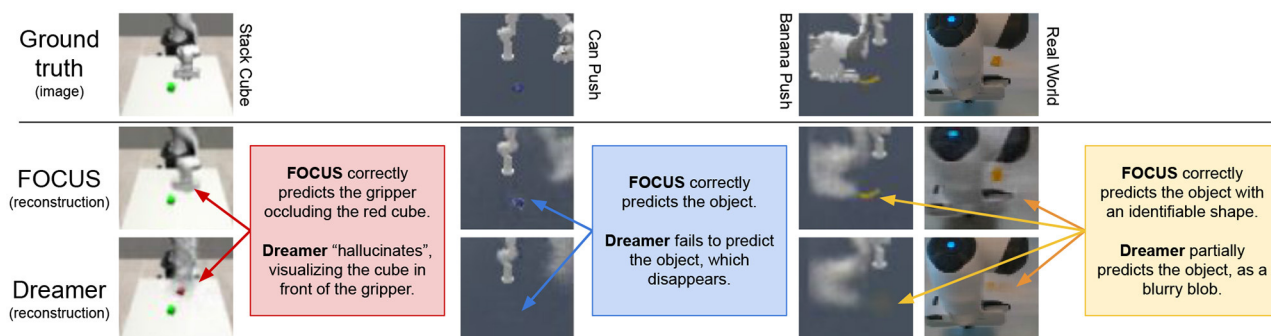 Ground
truth
(image)
Stack Cube
Can Push
Banana Push
Real World
FOCUS
(reconstruction)
Dreamer
(reconstruction)
FOCUS correctly
predicts the gripper
occluding the red cube.
Dreamer “hallucinates”,
visualizing the cube in
front of the gripper.
FOCUS correctly
predicts the object.
Dreamer fails to predict
the object, which
disappears.
FOCUS correctly
predicts the object with
an identifiable shape.
Dreamer partially
predicts the object, as a
blurry blob.